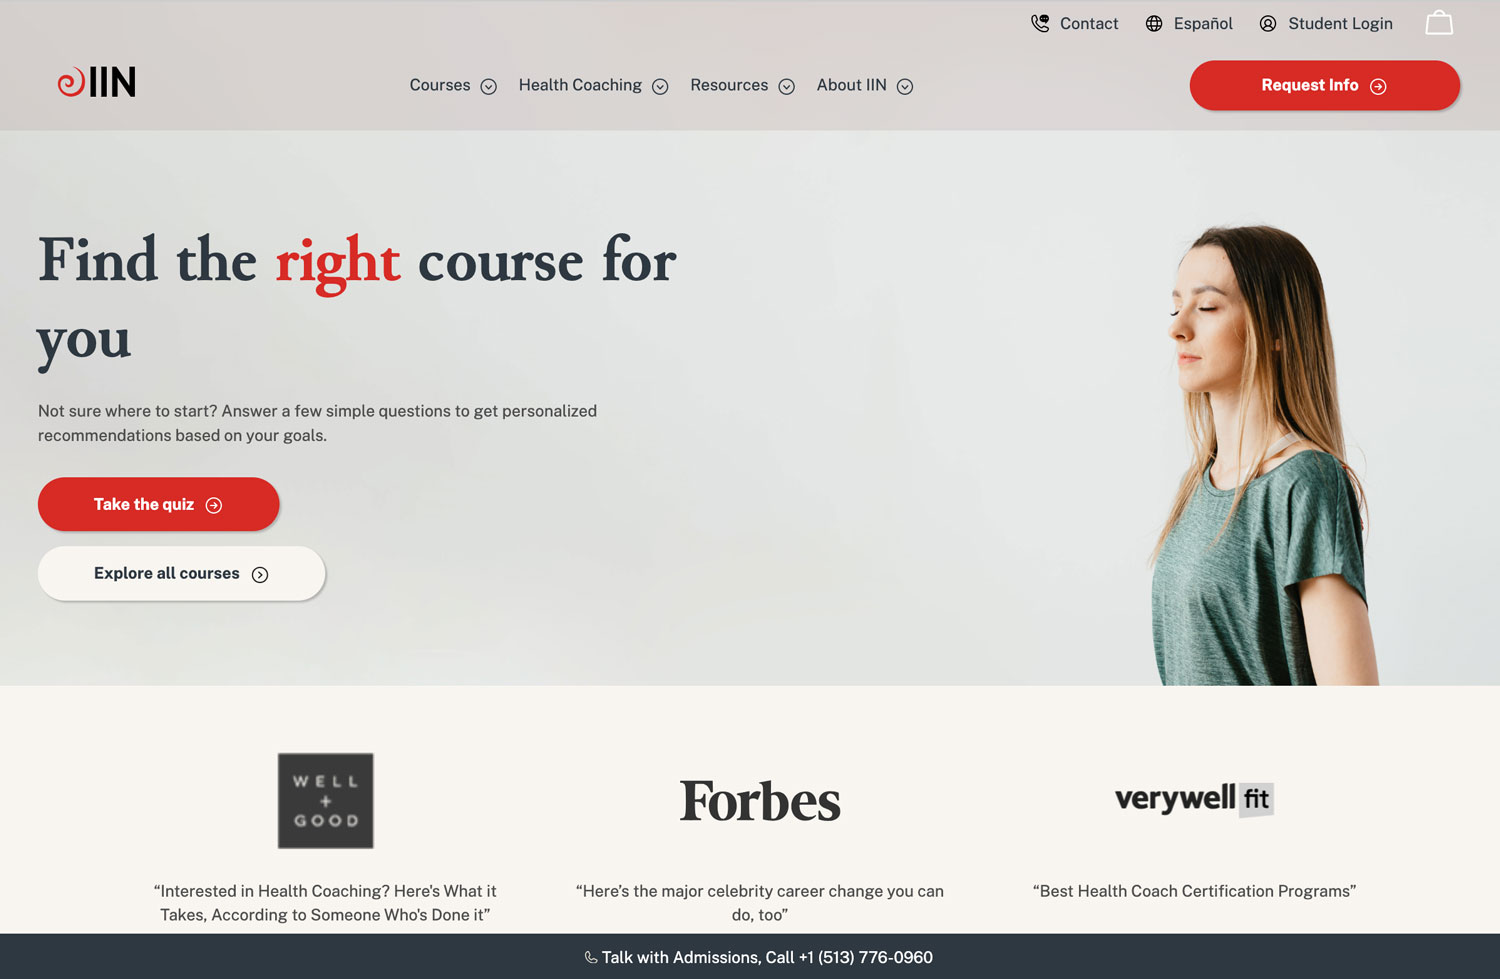 Contact Español Student Login
IIN
Courses Health Coaching Resources About IIN
Request Info
Find the right course for
you
Not sure where to start? Answer a few simple questions to get personalized
recommendations based on your goals.
Take the quiz
Explore all courses
WELL
+
GOOD
Forbes
verywell fit
“Interested in Health Coaching? Here's What it
Takes, According to Someone Who's Done it”
“Here’s the major celebrity career change you can
do, too”
“Best Health Coach Certification Programs”
Talk with Admissions, Call +1 (513) 776-0960